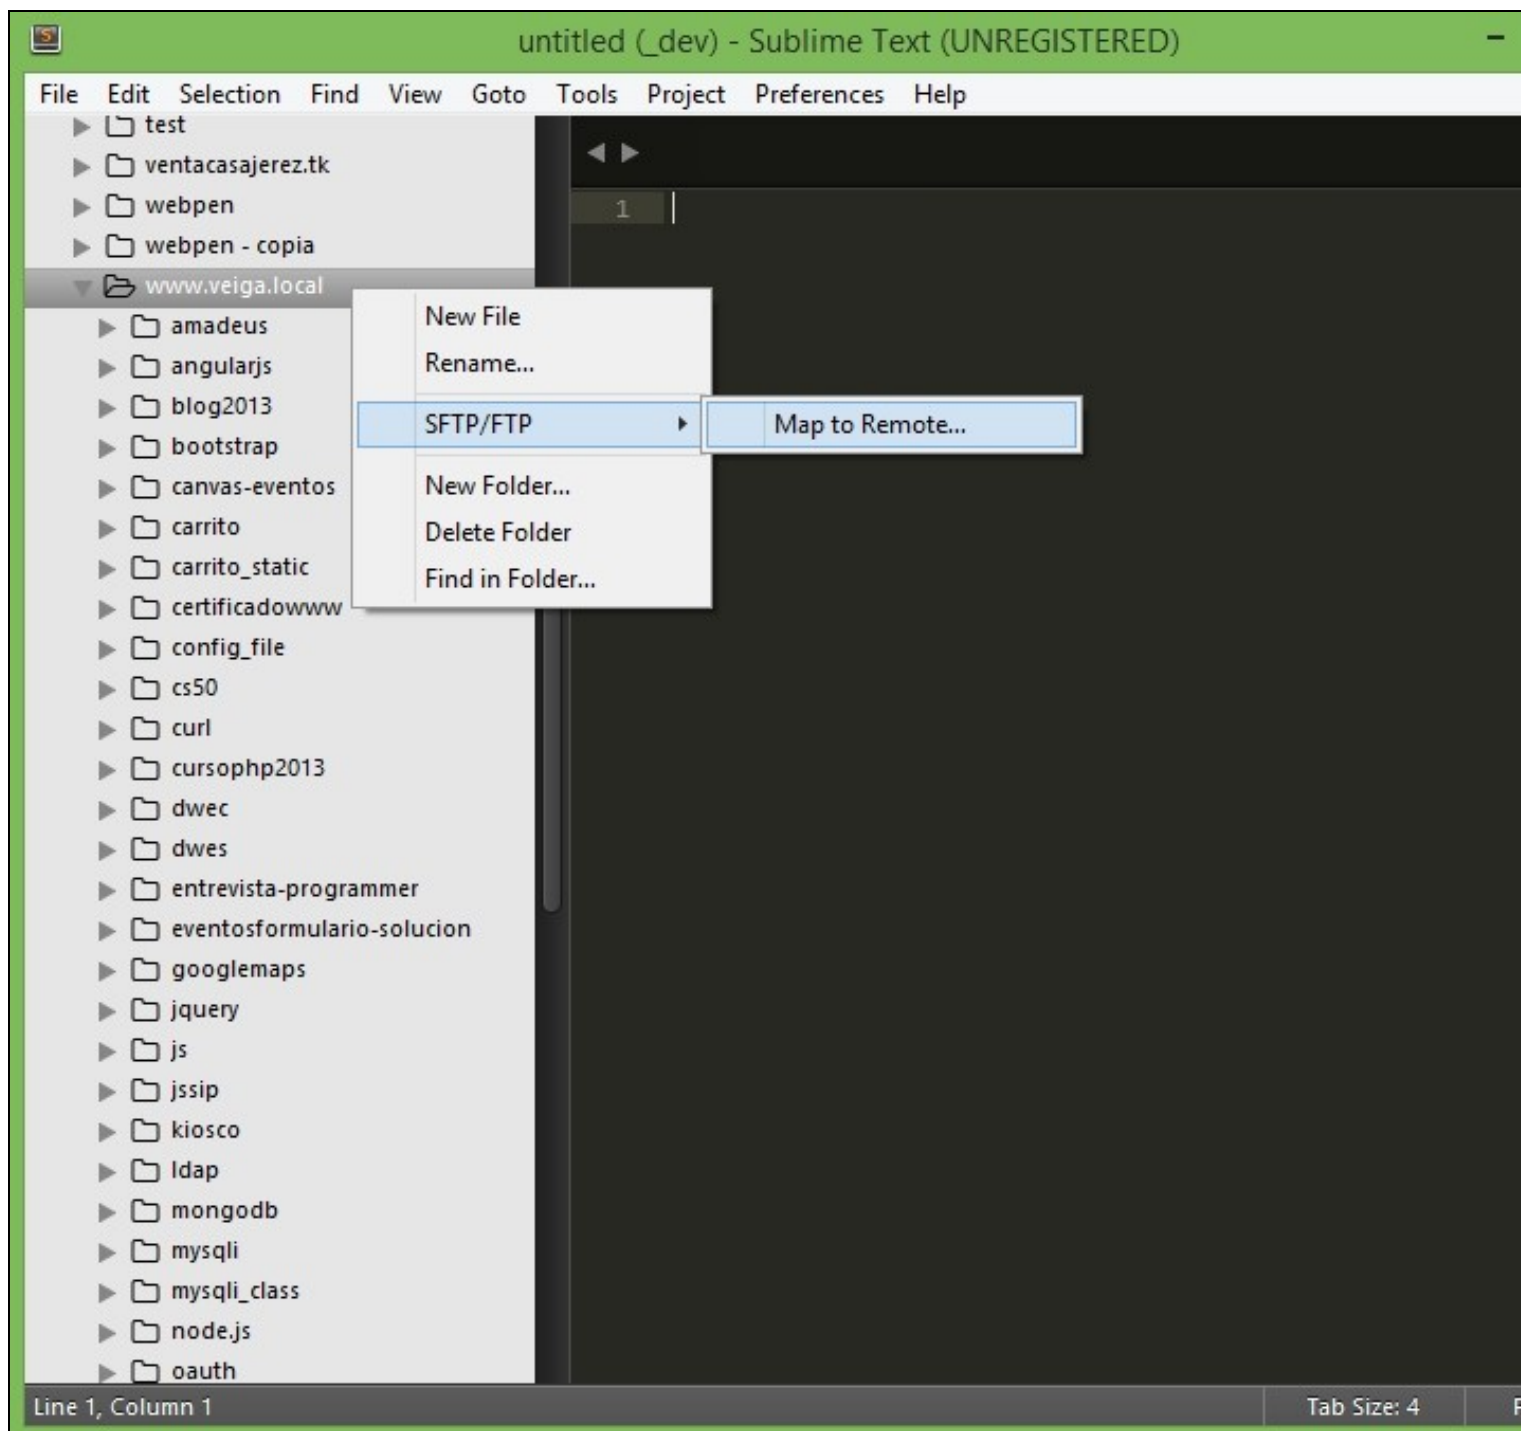 untitled (_dev) - Sublime Text (UNREGISTERED)
File Edit Selection Find View Goto Tools Project Preferences Help
test
ventacasajerez.tk
webpen
webpen - copia
www.veiga.local
amadeus
angularjs
blog2013
bootstrap
canvas-eventos
carrito
carrito_static
certificadowww
config_file
cs50
curl
cursophp2013
dwec
dwes
entrevista-programmer
eventosformulario-solucion
googlemaps
jquery
js
jssip
kiosco
ldap
mongodb
mysqli
mysqli_class
node.js
oauth
New File
Rename...
SFTP/FTP
New Folder...
Delete Folder
Find in Folder...
Map to Remote...
1
Line 1, Column 1 Tab Size: 4